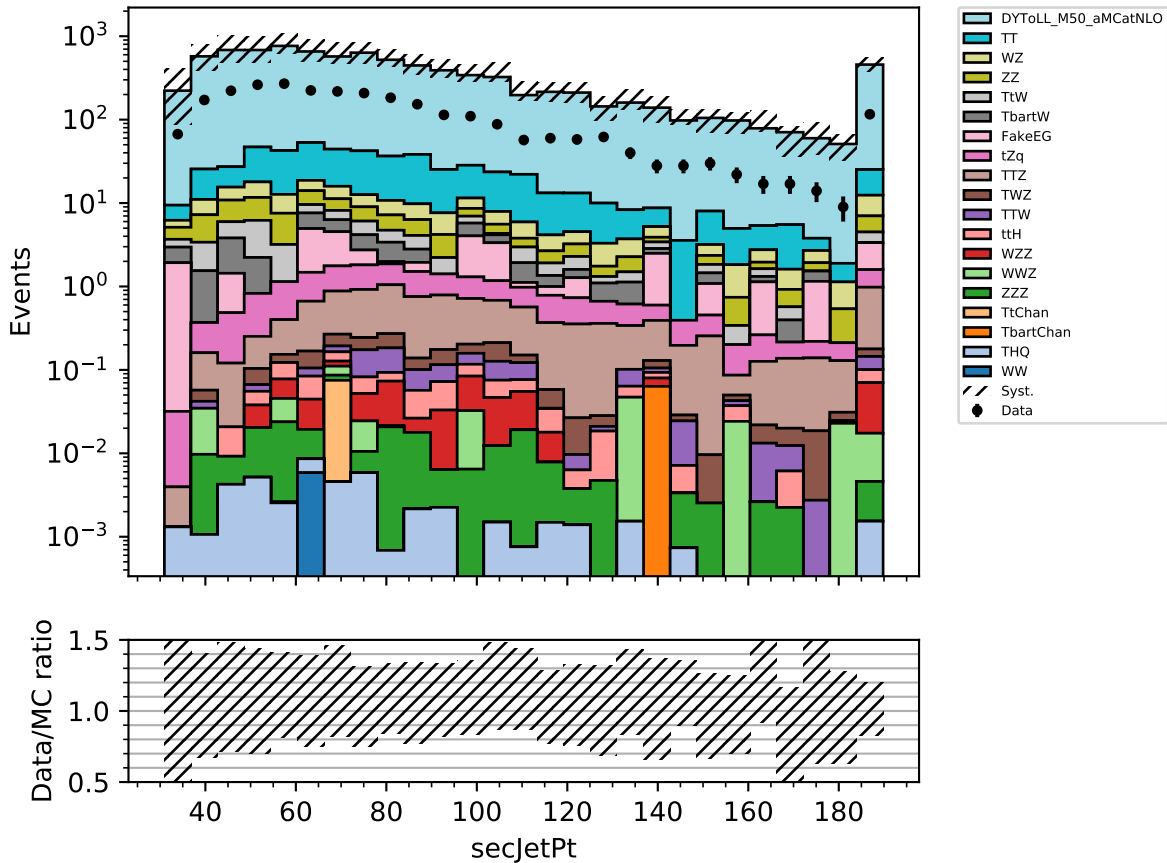 10³
10²
10¹
10⁰
10⁻¹
10⁻²
10⁻³
Events
DYToLL_M50_aMCatNLO
TT
WZ
ZZ
TtW
TbartW
FakeEG
tZq
TTZ
TWZ
TTW
ttH
WZZ
WWZ
ZZZ
TtChan
TbartChan
THQ
WW
Syst.
Data
1.5
1.0
0.5
Data/MC ratio
40 60 80 100 120 140 160 180
secJetPt